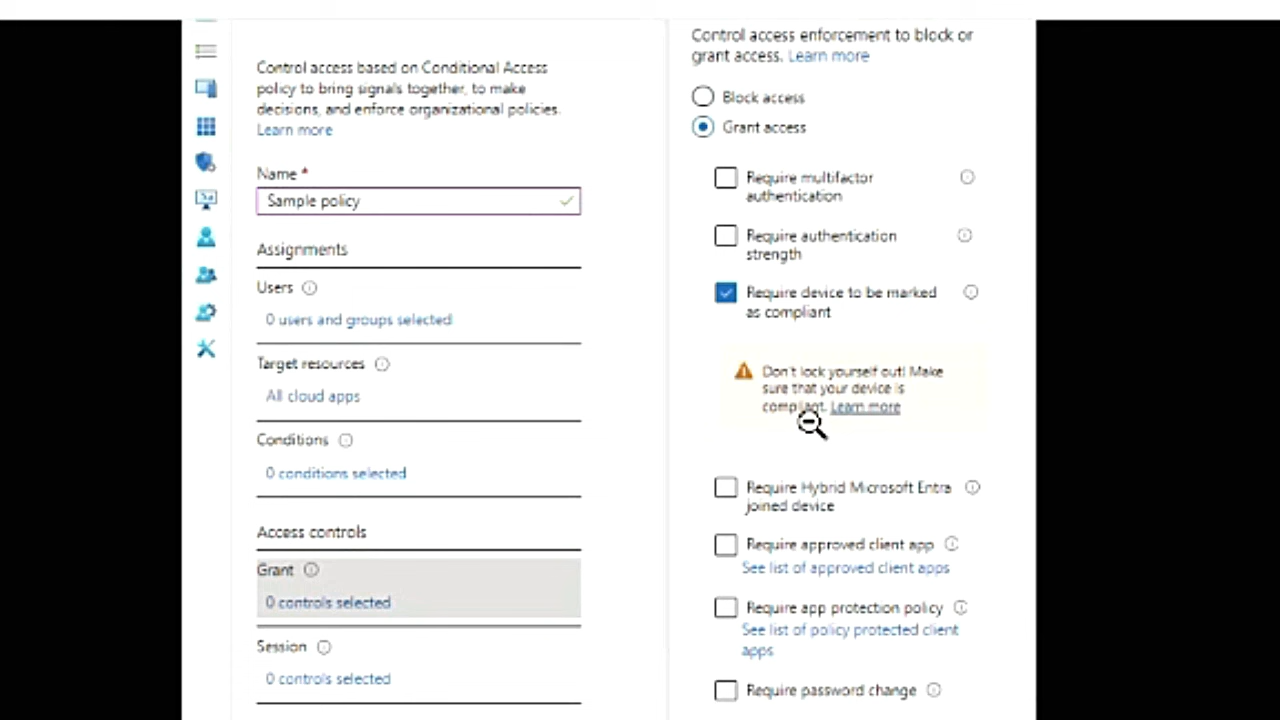 Control access based on Conditional Access
policy to bring signals together, to make
decisions, and enforce organizational policies.
Learn more
Name *
Sample policy
Assignments
Users
0 users and groups selected
Target resources
All cloud apps
Conditions
0 conditions selected
Access controls
Grant
0 controls selected
Session
0 controls selected
Control access enforcement to block or
grant access. Learn more
Block access
Grant access
Require multifactor
authentication
Require authentication
strength
Require device to be marked
as compliant
Don't lock yourself out! Make
sure that your device is
compliant. Learn more
Require Hybrid Microsoft Entra
joined device
Require approved client app
See list of approved client apps
Require app protection policy
See list of policy protected client
apps
Require password change